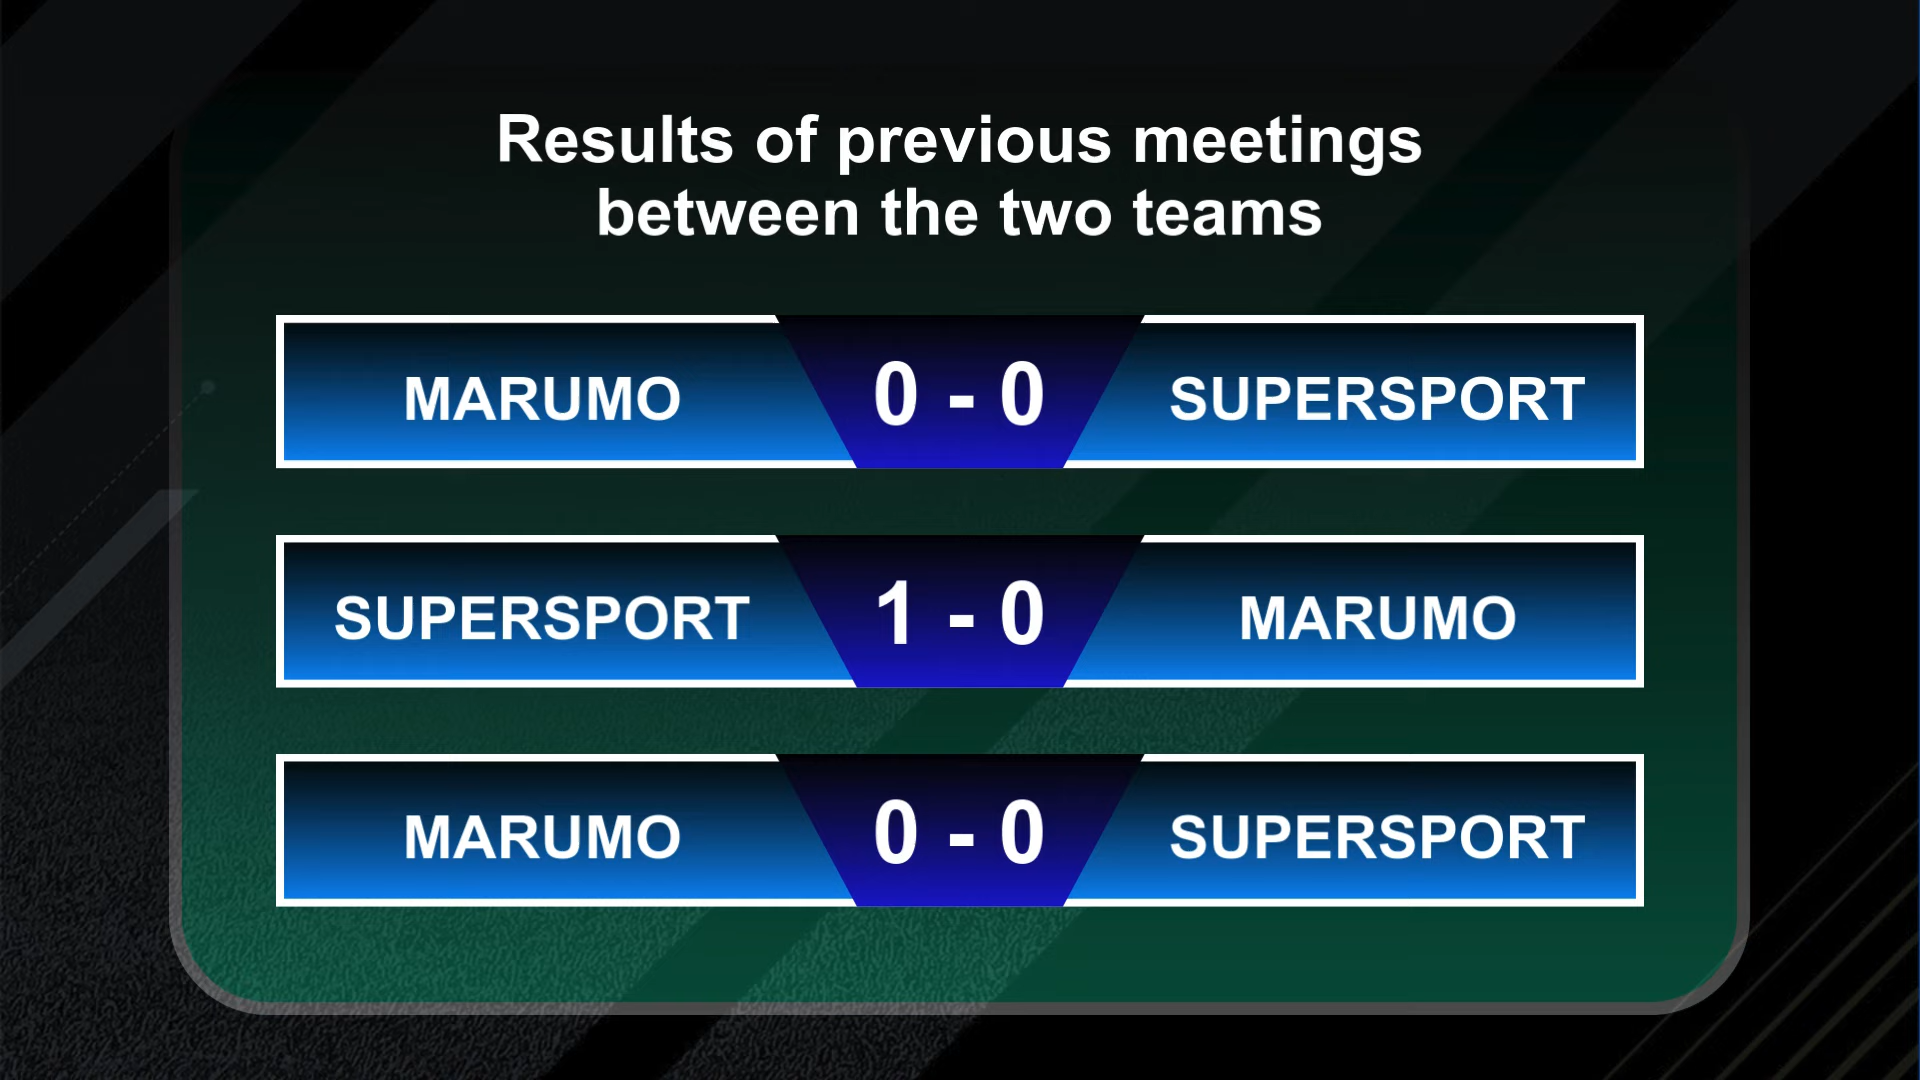 Results of previous meetings
between the two teams
MARUMO 0 - 0 SUPERSPORT
SUPERSPORT 1 - 0 MARUMO
MARUMO 0 - 0 SUPERSPORT